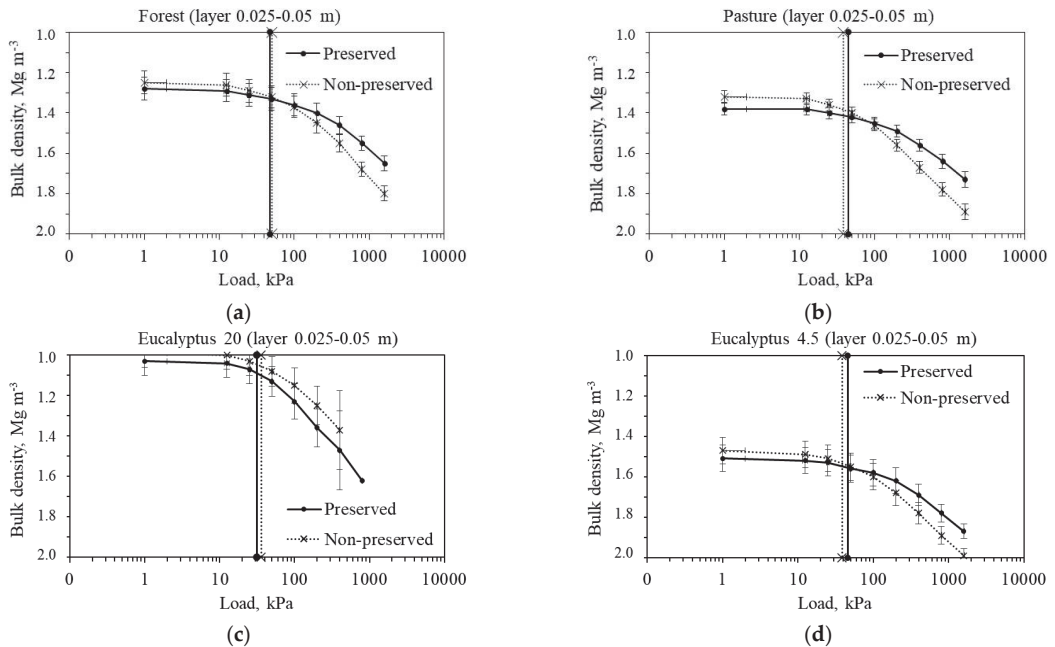 Forest (layer 0.025-0.05 m)
Bulk density, Mg m-3
1.0
1.2
1.4
1.6
1.8
2.0
Preserved
Non-preserved
0 1 10 100 1000 10000
Load, kPa
(a)
Pasture (layer 0.025-0.05 m)
Bulk density, Mg m-3
1.0
1.2
1.4
1.6
1.8
2.0
Preserved
Non-preserved
0 1 10 100 1000 10000
Load, kPa
(b)
Eucalyptus 20 (layer 0.025-0.05 m)
Bulk density, Mg m-3
1.0
1.2
1.4
1.6
1.8
2.0
Preserved
Non-preserved
0 1 10 100 1000 10000
Load, kPa
(c)
Eucalyptus 4.5 (layer 0.025-0.05 m)
Bulk density, Mg m-3
1.0
1.2
1.4
1.6
1.8
2.0
Preserved
Non-preserved
0 1 10 100 1000 10000
Load, kPa
(d)